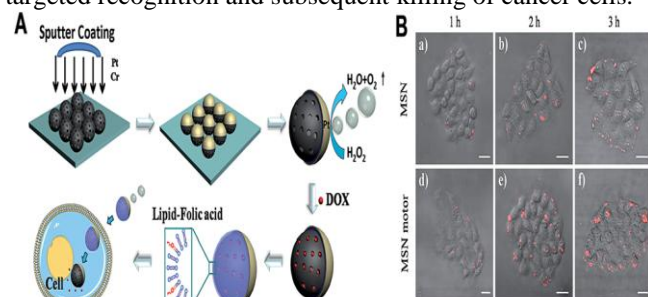 targeted recognition and subsequent killing of cancer cells.
A
Sputter Coating
Pt
Cr
H₂O+O₂ ↑
Pt
H₂O₂
DOX
Lipid-Folic acid
Cell
B
1 h
2 h
3 h
MSN
a)
b)
c)
MSN motor
d)
e)
f)